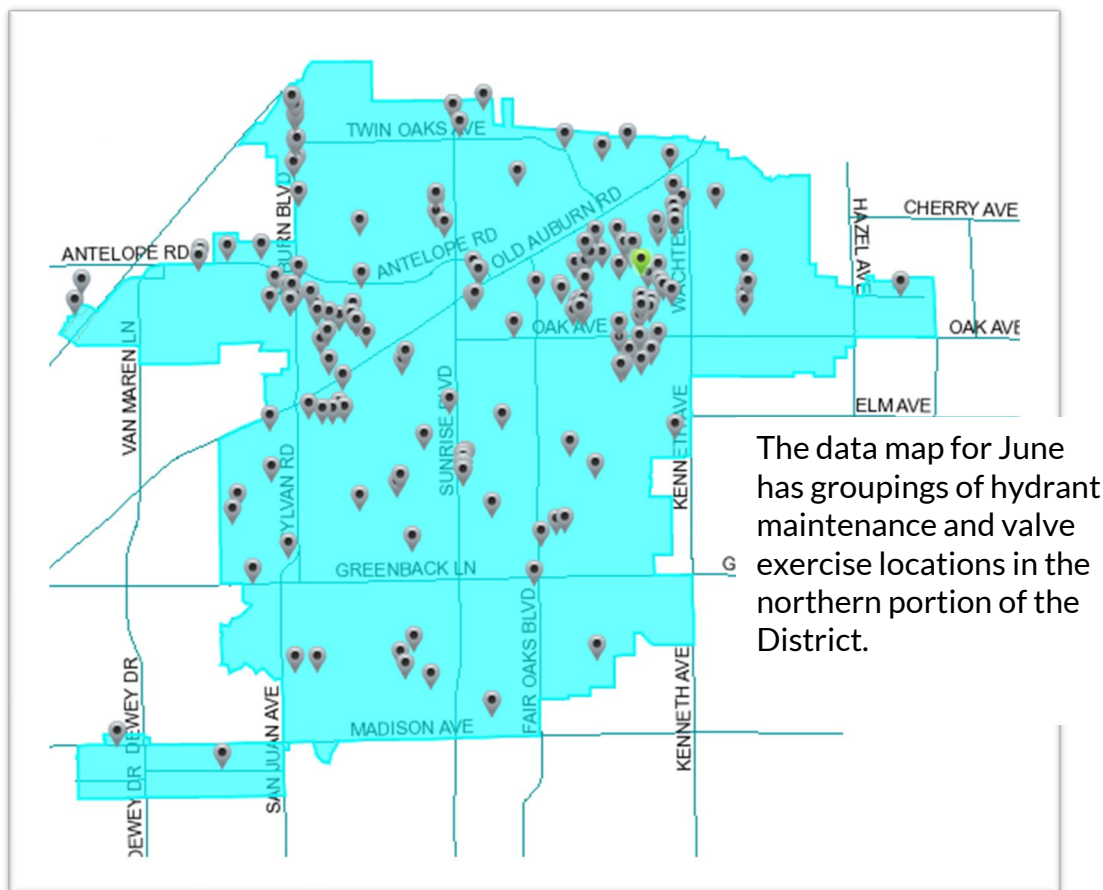 TWIN OAKS AVE
BURN BLVD
ANTELOPE RD
ANTELOPE RD
OLD AUBURN RD
WACHTEL
HAZEL AVE
CHERRY AVE
OAK AVE
OAK AVE
VAN MAREN LN
ELM AVE
SUNRISE BLVD
SYLVAN RD
KENNETH AVE
GREENBACK LN
G
The data map for June
has groupings of hydrant
maintenance and valve
exercise locations in the
northern portion of the
District.
FAIR OAKS BLVD
KENNETH AVE
DEWEY DR
DEWEY DR
SAN JUAN AVE
MADISON AVE
DEWEY DR